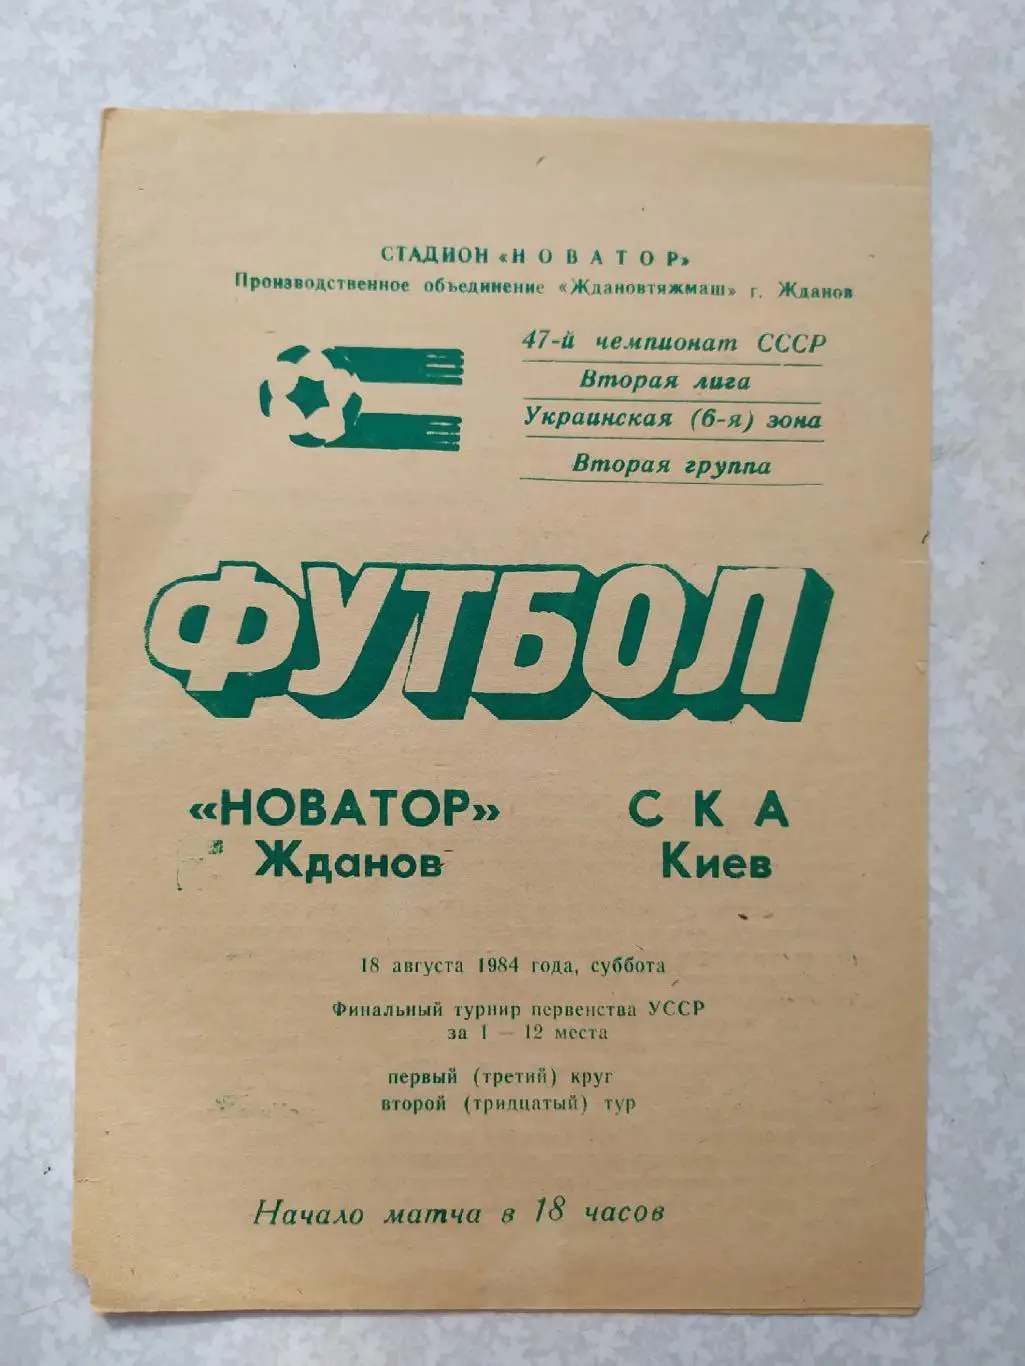 СТАДИОН «НОВАТОР»
Производственное объединение «Ждановтяжмаш» г. Жданов
47-й чемпионат СССР
Вторая лига
Украинская (6-я) зона
Вторая группа
ФУТБОЛ
«НОВАТОР» СКА
Жданов Киев
18 августа 1984 года, суббота
Финальный турнир первенства УССР
за 1 — 12 места
первый (третий) круг
второй (тридцатый) тур
Начало матча в 18 часов